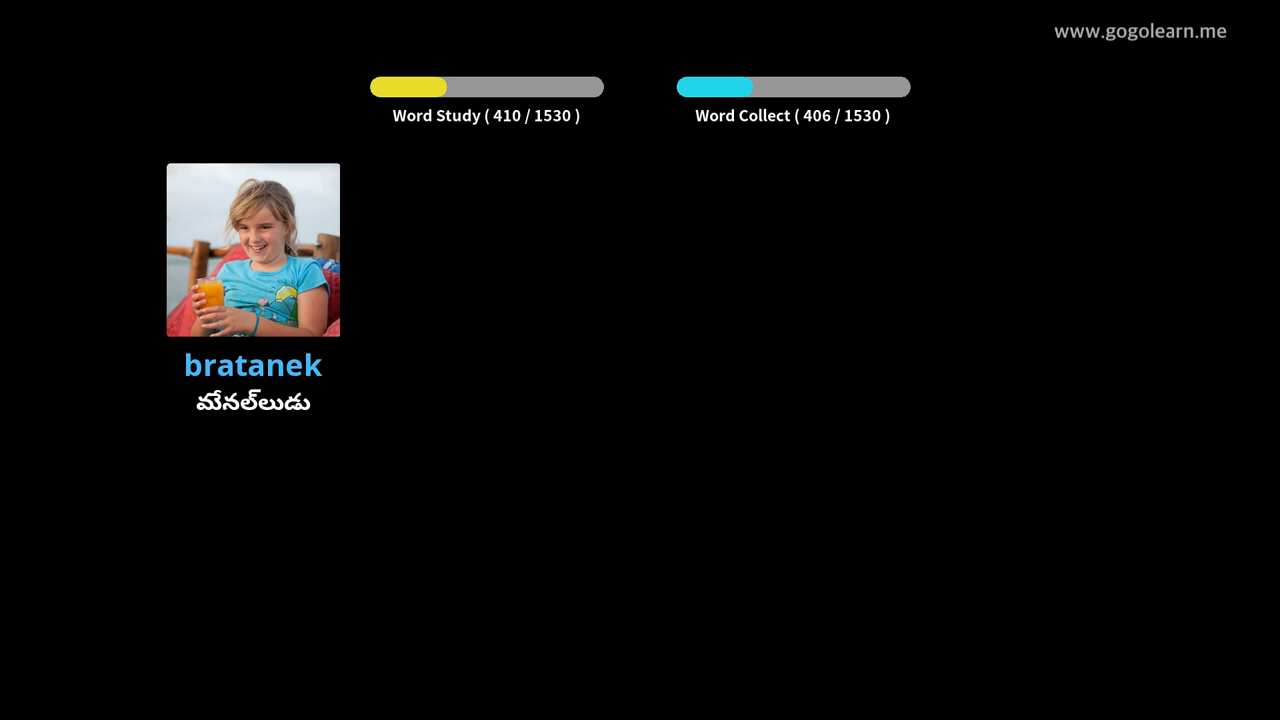 www.gogolearn.me
Word Study ( 410 / 1530 )
Word Collect ( 406 / 1530 )
bratanek
మేనల్లుడు